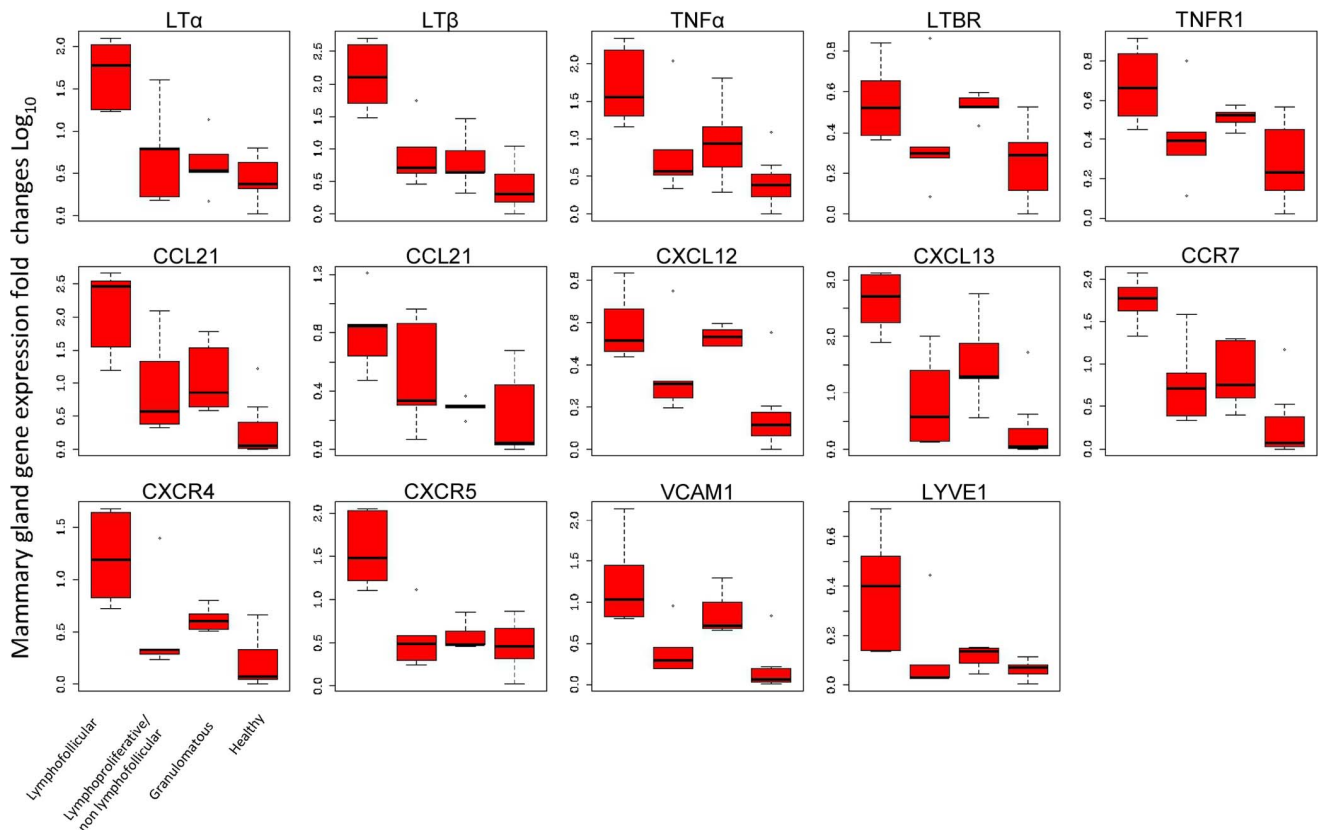 Mammary gland gene expression fold changes Log10
LTα
0.0 0.5 1.0 1.5 2.0
LTβ
0.0 0.5 1.0 1.5 2.0 2.5
TNFα
0.0 0.5 1.0 1.5 2.0
LTBR
0.0 0.2 0.4 0.6 0.8
TNFR1
0.0 0.2 0.4 0.6 0.8
CCL21
0.0 0.5 1.0 1.5 2.0 2.5
CCL21
0.0 0.4 0.8 1.2
CXCL12
0.0 0.2 0.4 0.6 0.8
CXCL13
0.0 1.0 2.0 3.0
CCR7
0.0 0.5 1.0 1.5 2.0
CXCR4
0.0 0.5 1.0 1.5
CXCR5
0.0 0.5 1.0 1.5 2.0
VCAM1
0.0 0.5 1.0 1.5 2.0
LYVE1
0.0 0.2 0.4 0.6
Lymphofollicular
Lymphoproliferative/
non lymphofollicular
Granulomatous
Healthy